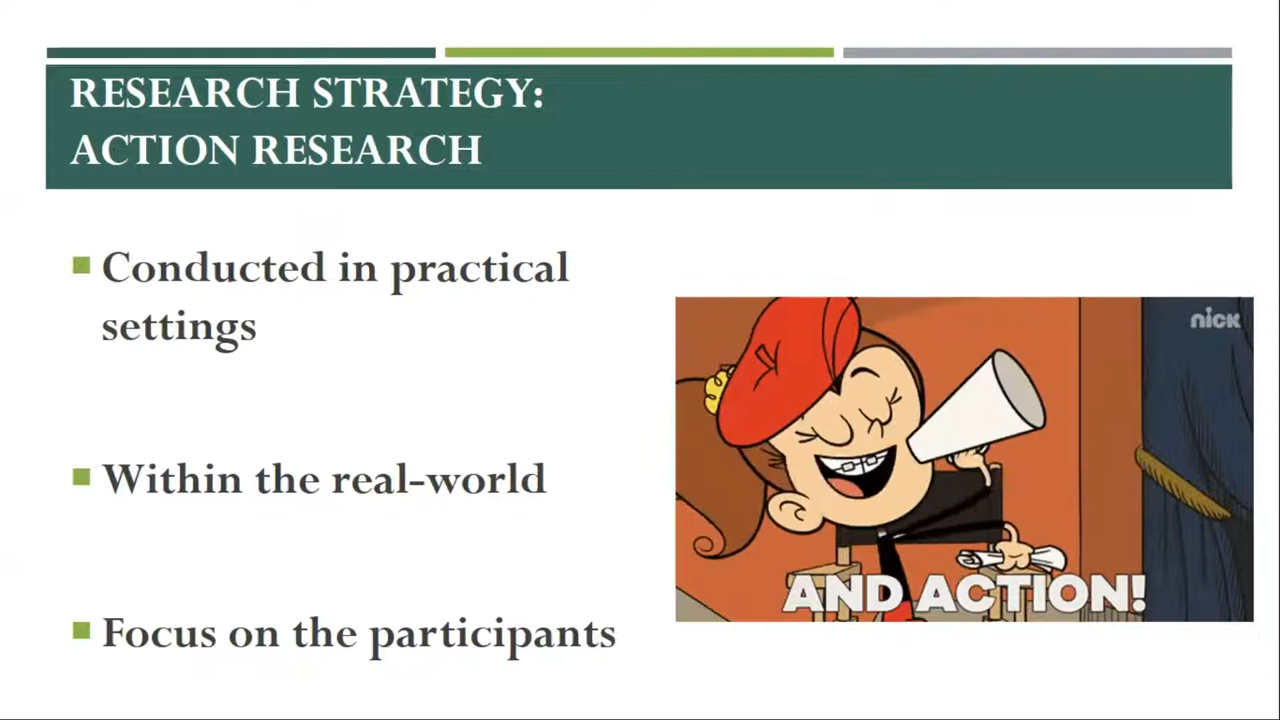 RESEARCH STRATEGY:
ACTION RESEARCH
Conducted in practical
settings
Within the real-world
Focus on the participants
nick
AND ACTION!